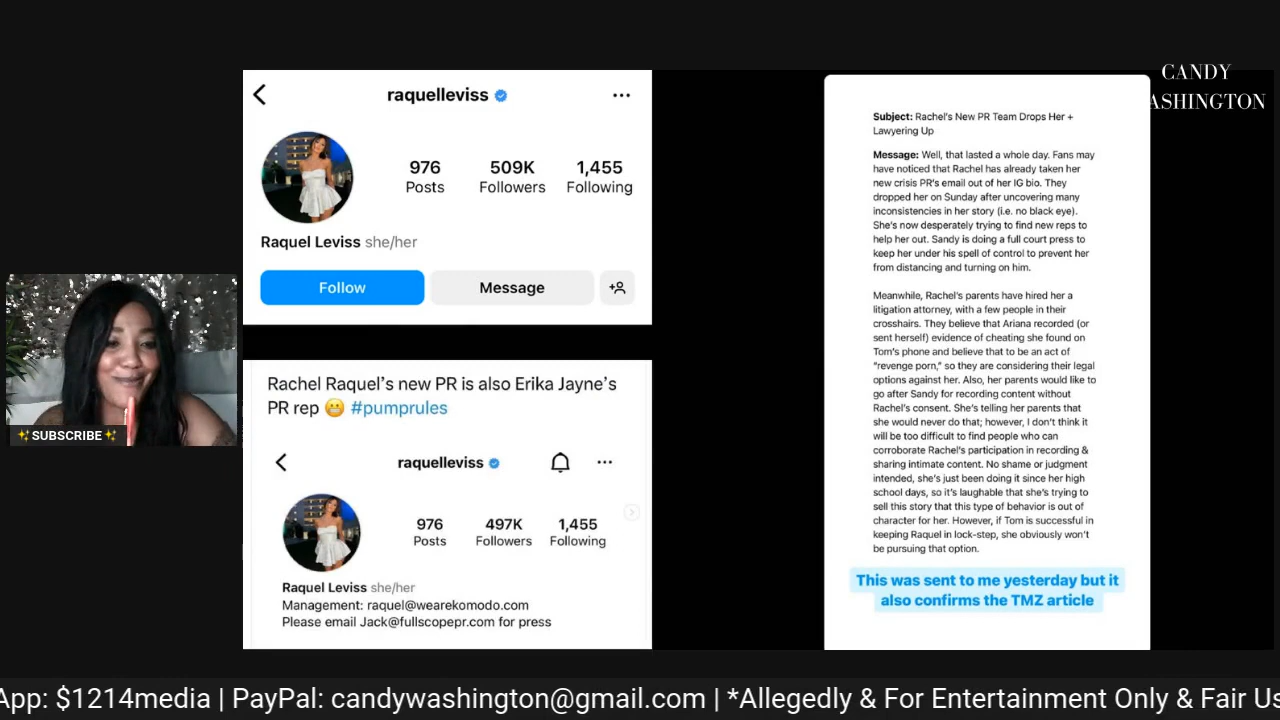 CANDY
ASHINGTON
raquelleviss
976
509K
1,455
Posts
Followers
Following
Raquel Leviss she/her
Follow
Message
Rachel Raquel's new PR is also Erika Jayne's
PR rep 😬 #pumprules
raquelleviss
976
497K
1,455
Posts
Followers
Following
Raquel Leviss she/her
Management: raquel@wearekomodo.com
Please email Jack@fullscopepr.com for press
Subject: Rachel's New PR Team Drops Her +
Lawyering Up
Message: Well, that lasted a whole day. Fans may
have noticed that Rachel has already taken her
new crisis PR's email out of her IG bio. They
dropped her on Sunday after uncovering many
inconsistencies in her story (i.e. no black eye).
She's now desperately trying to find new reps to
help her out. Sandy is doing a full court press to
keep her under his spell of control to prevent her
from distancing and turning on him.
Meanwhile, Rachel's parents have hired her a
litigation attorney, with a few people in their
crosshairs. They believe that Ariana recorded (or
sent herself) evidence of cheating she found on
Tom's phone and believe that to be an act of
"revenge porn," so they are considering their legal
options against her. Also, her parents would like to
go after Sandy for recording content without
Rachel's consent. She's telling her parents that
she would never do that; however, I don't think it
will be too difficult to find people who can
corroborate Rachel's participation in recording &
sharing intimate content. No shame or judgment
intended, she's just been doing it since her high
school days, so it's laughable that she's trying to
sell this story that this type of behavior is out of
character for her. However, if Tom is successful in
keeping Raquel in lock-step, she obviously won't
be pursuing that option.
This was sent to me yesterday but it
also confirms the TMZ article
✨SUBSCRIBE✨
App: $1214media | PayPal: candywashington@gmail.com | *Allegedly & For Entertainment Only & Fair Us